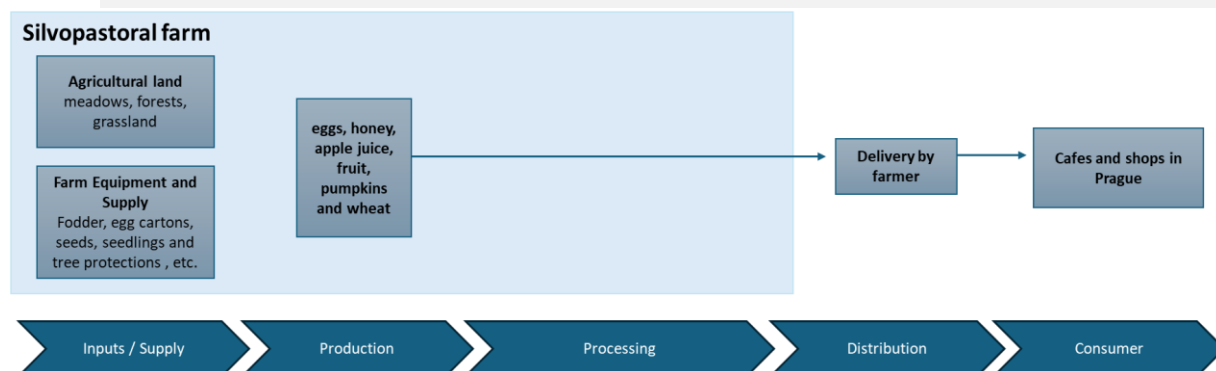 Silvopastoral farm
Agricultural land
meadows, forests,
grassland
Farm Equipment and
Supply
Fodder, egg cartons,
seeds, seedlings and
tree protections , etc.
eggs, honey,
apple juice,
fruit,
pumpkins
and wheat
Delivery by
farmer
Cafes and shops in
Prague
Inputs / Supply
Production
Processing
Distribution
Consumer